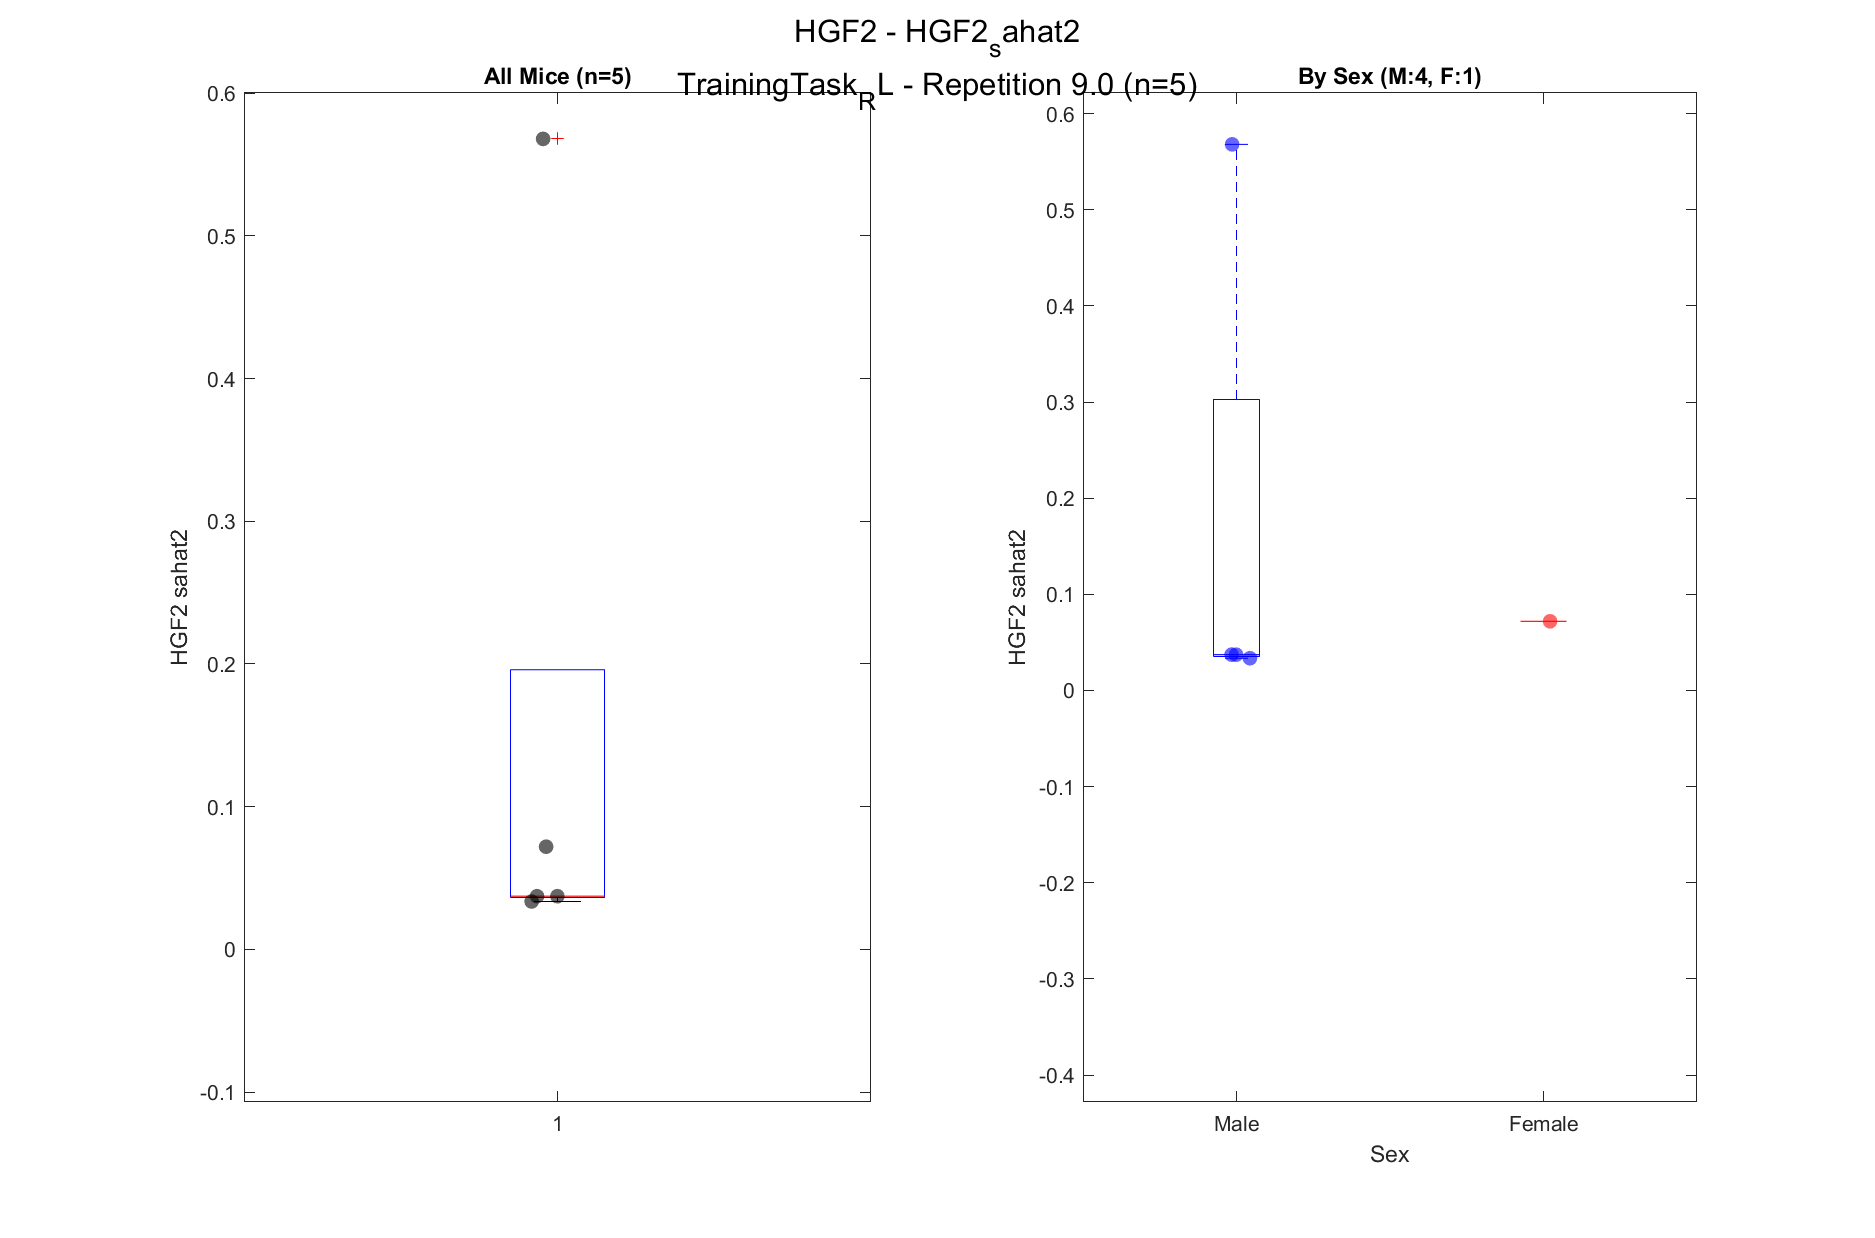 HGF2 - HGF2sahat2
TrainingTaskRL - Repetition 9.0 (n=5)
All Mice (n=5)
0.6
0.5
0.4
0.3
0.2
0.1
0
-0.1
HGF2 sahat2
1
By Sex (M:4, F:1)
0.6
0.5
0.4
0.3
0.2
0.1
0
-0.1
-0.2
-0.3
-0.4
HGF2 sahat2
Male Female
Sex